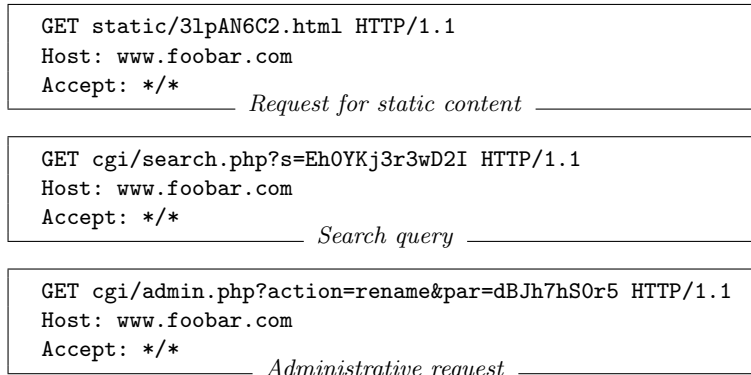 GET static/3lpAN6C2.html HTTP/1.1
Host: www.foobar.com
Accept: */*
Request for static content
GET cgi/search.php?s=Eh0YKj3r3wD2I HTTP/1.1
Host: www.foobar.com
Accept: */*
Search query
GET cgi/admin.php?action=rename&par=dBJh7hS0r5 HTTP/1.1
Host: www.foobar.com
Accept: */*
Administrative request